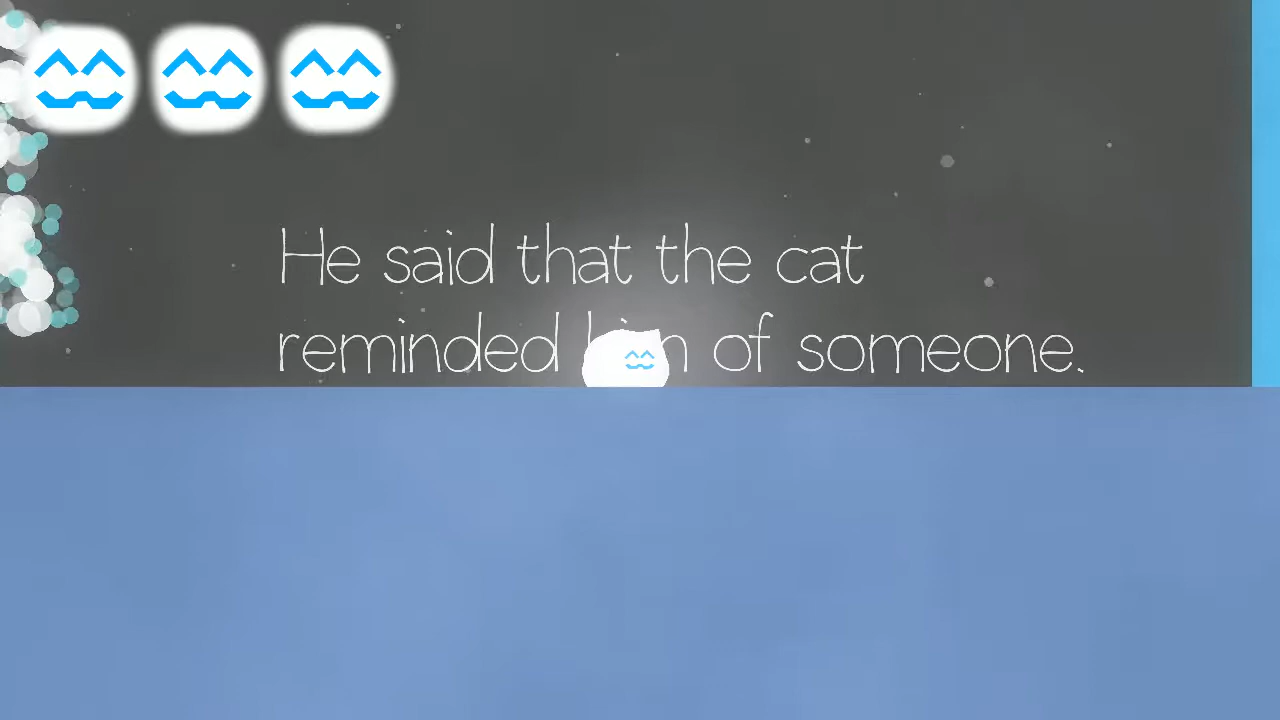 He said that the cat
reminded of someone.